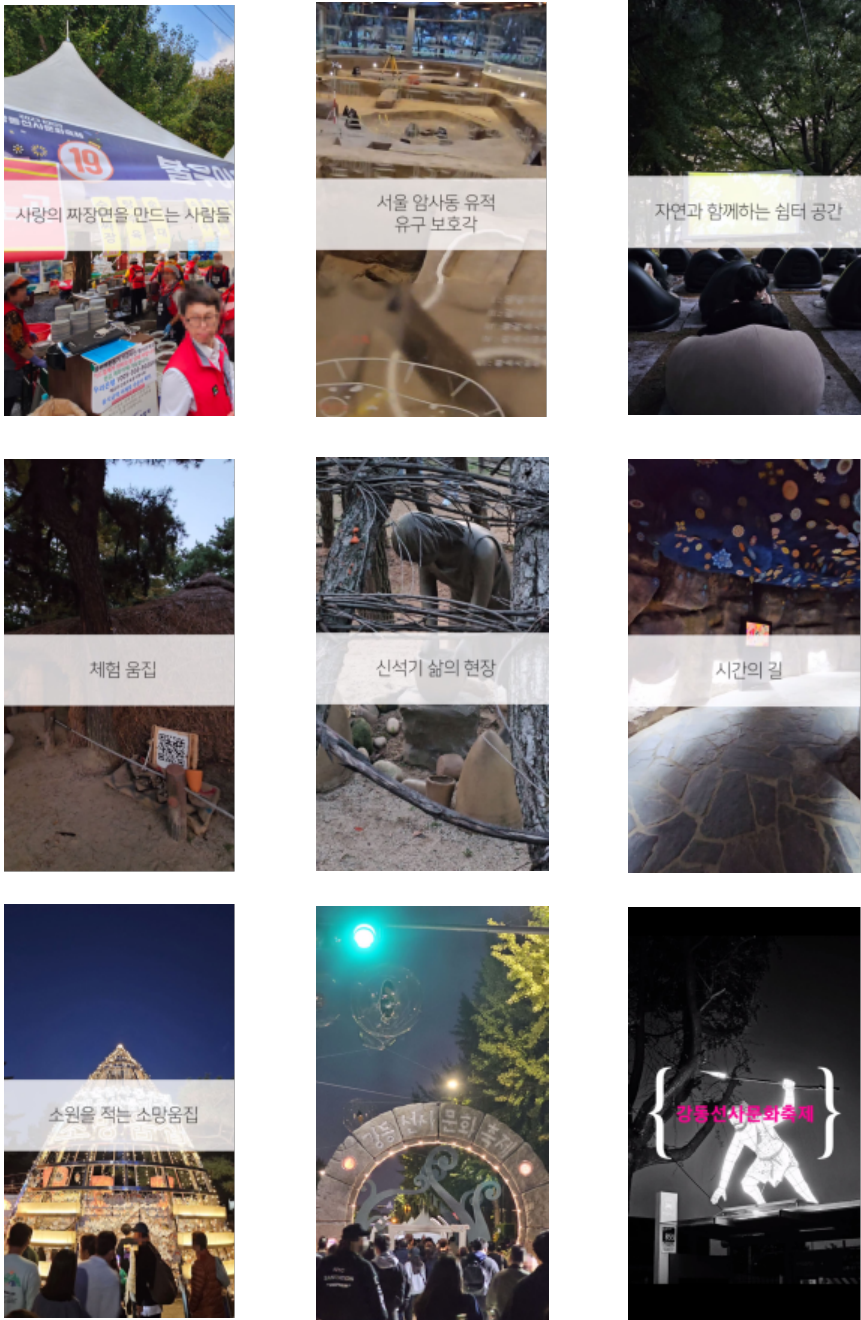 19
사랑의 짜장면을 만드는 사람들
서울 암사동 유적
유구 보호각
자연과 함께하는 쉼터 공간
체험 움집
신석기 삶의 현장
시간의 길
소원을 적는 소망움집
강동선사문화축제
강동선사문화축제